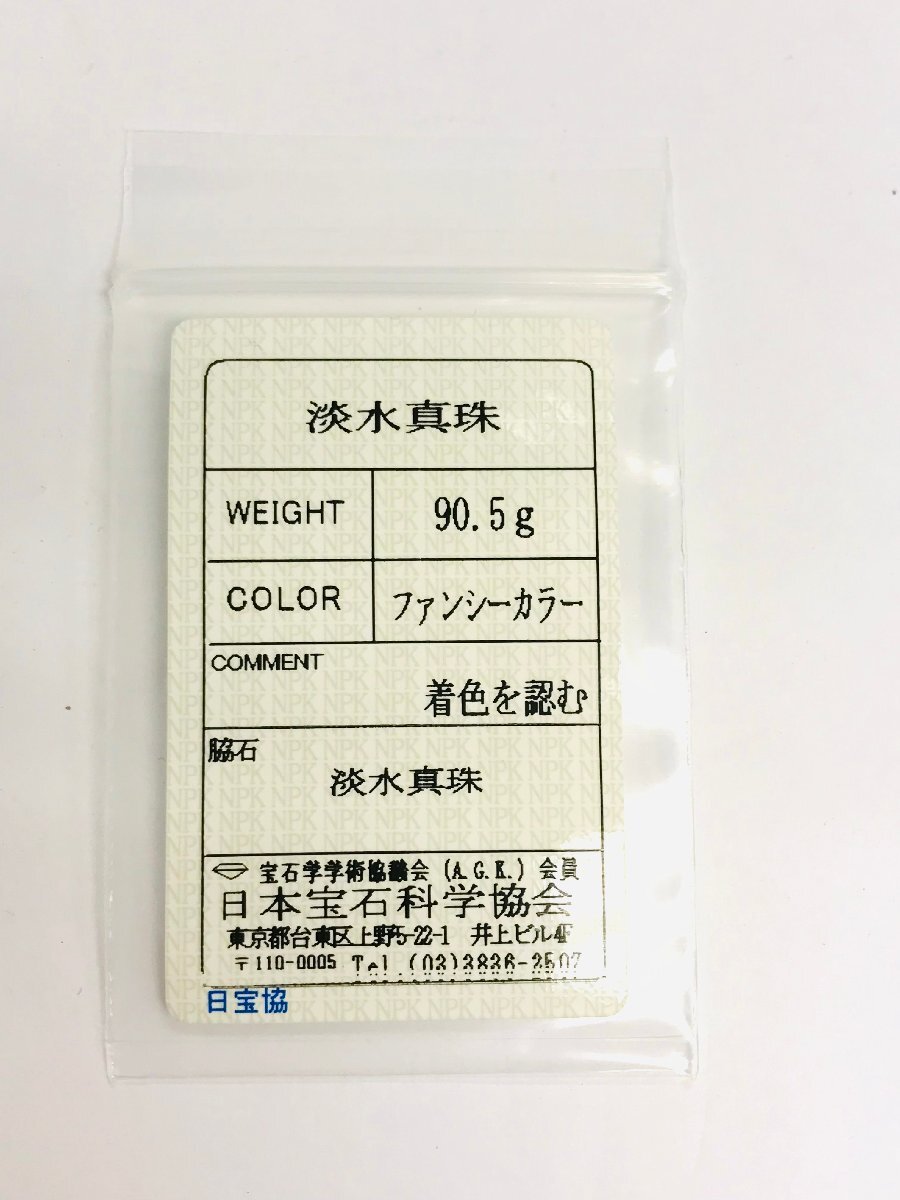 淡水真珠
WEIGHT 90.5g
COLOR ファンシーカラー
COMMENT
着色を認む
脇石
淡水真珠
宝石学学術協議会 (A.G.K.) 会員
日本宝石科学協会
東京都台東区上野5-22-1 井上ビル4F
〒110-0005 Tel (03)3836-2507
日宝協